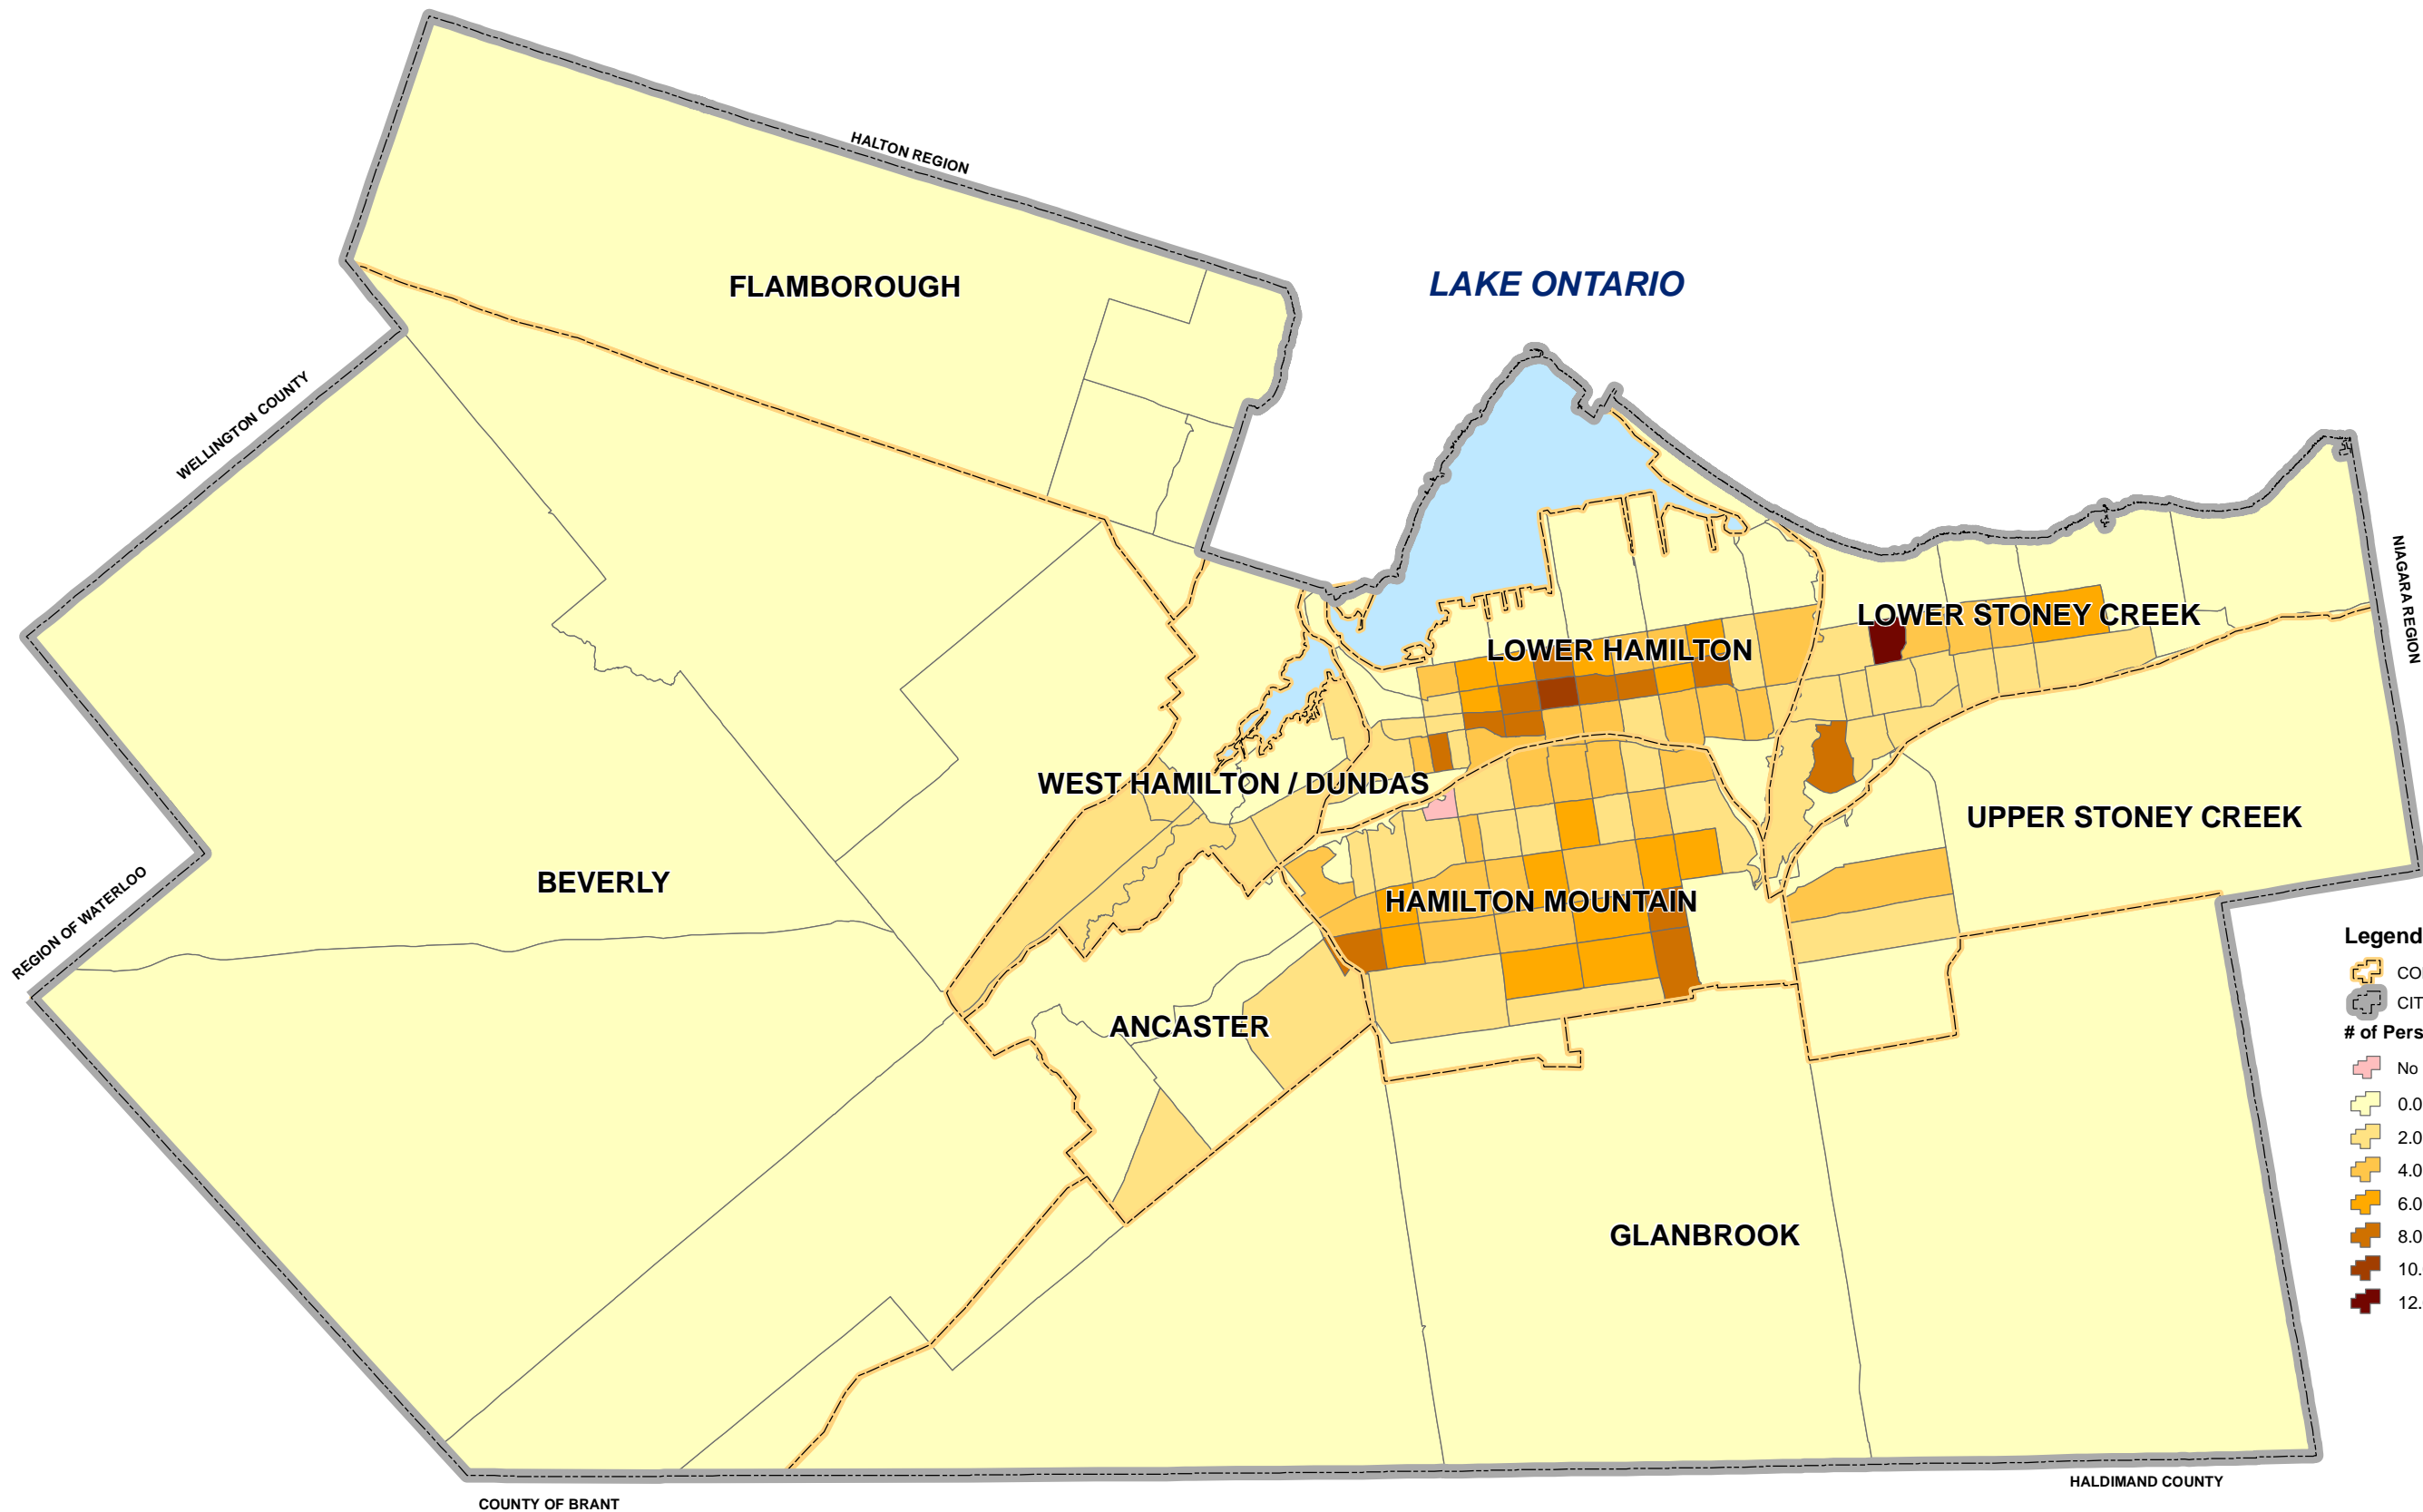 HALTON REGION
FLAMBOROUGH
LAKE ONTARIO
WELLINGTON COUNTY
NIAGARA REGION
LOWER STONEY CREEK
LOWER HAMILTON
WEST HAMILTON / DUNDAS
UPPER STONEY CREEK
BEVERLY
REGION OF WATERLOO
HAMILTON MOUNTAIN
ANCASTER
GLANBROOK
Legend
CO
CIT
# of Pers
No
0.0
2.0
4.0
6.0
8.0
10.
12.
HALDIMAND COUNTY
COUNTY OF BRANT